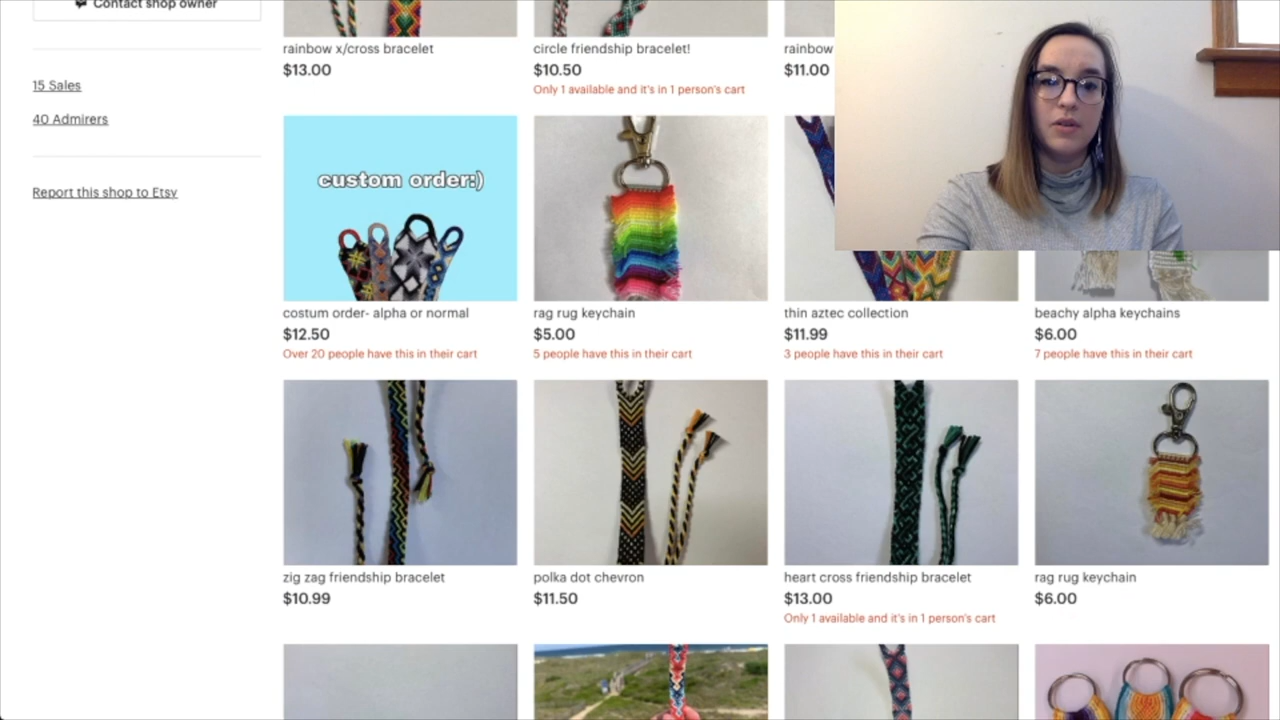 Contact shop owner
15 Sales
40 Admirers
Report this shop to Etsy
rainbow x/cross bracelet
$13.00
circle friendship bracelet!
$10.50
Only 1 available and it's in 1 person's cart
rainbow
$11.00
custom order:)
costum order- alpha or normal
$12.50
Over 20 people have this in their cart
rag rug keychain
$5.00
5 people have this in their cart
thin aztec collection
$11.99
3 people have this in their cart
beachy alpha keychains
$6.00
7 people have this in their cart
zig zag friendship bracelet
$10.99
polka dot chevron
$11.50
heart cross friendship bracelet
$13.00
Only 1 available and it's in 1 person's cart
rag rug keychain
$6.00